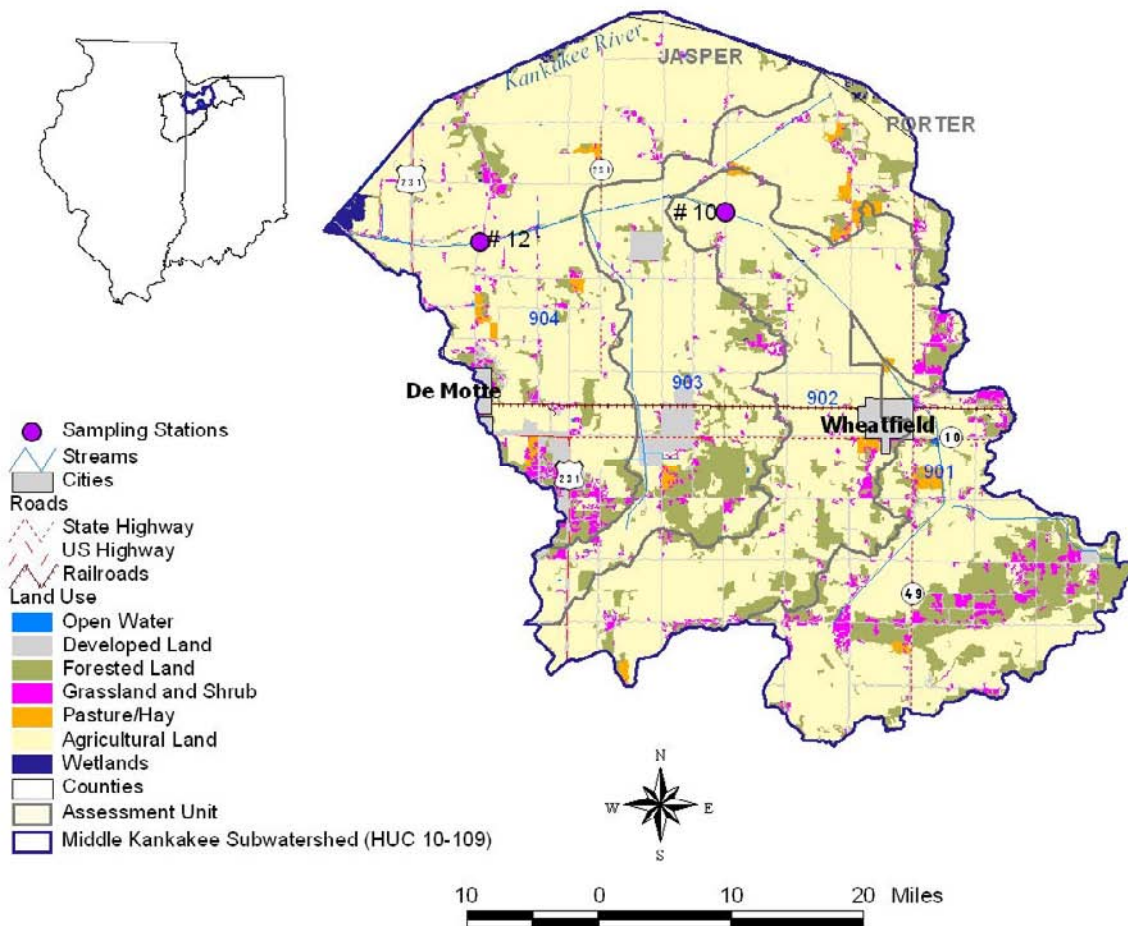 Kankakee River
JASPER
PORTER
231
231
# 10
# 12
904
De Motte
903
902
Wheatfield
10
231
901
49
Sampling Stations
Streams
Cities
Roads
State Highway
US Highway
Railroads
Land Use
Open Water
Developed Land
Forested Land
Grassland and Shrub
Pasture/Hay
Agricultural Land
Wetlands
Counties
Assessment Unit
Middle Kankakee Subwatershed (HUC 10-109)
N
W E
S
10 0 10 20 Miles